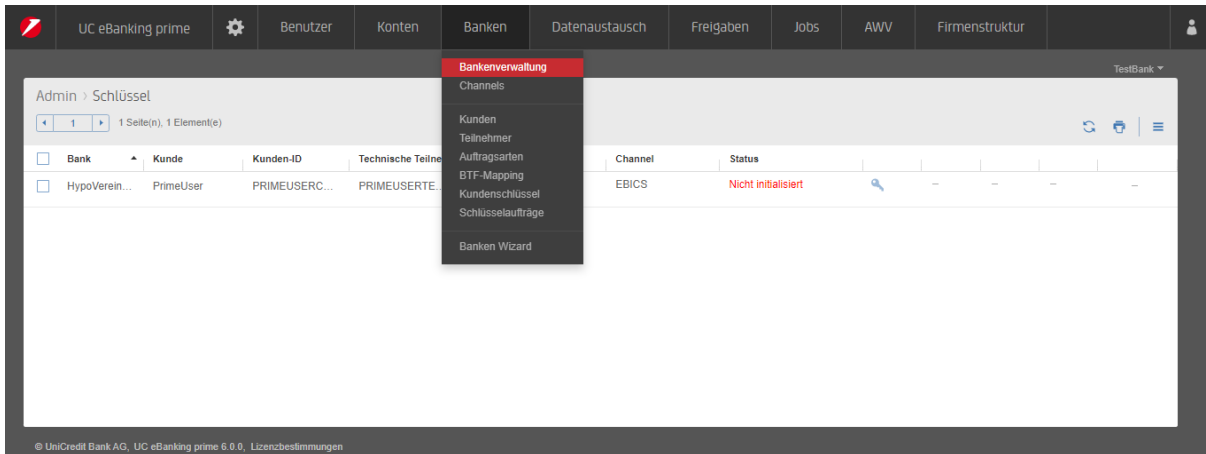 UC eBanking prime Benutzer Konten Banken Datenaustausch Freigaben Jobs AWV Firmenstruktur
TestBank
Bankenverwaltung
Channels
Kunden
Teilnehmer
Auftragsarten
BTF-Mapping
Kundenschlüssel
Schlüsselaufträge
Banken Wizard
Admin > Schlüssel
1 1 Seite(n), 1 Element(e)
Bank Kunde Kunden-ID Technische Teilne Channel Status
HypoVerein... PrimeUser PRIMEUSERC... PRIMEUSERTE... EBICS Nicht initialisiert – – – –
© UniCredit Bank AG, UC eBanking prime 6.0.0, Lizenzbestimmungen